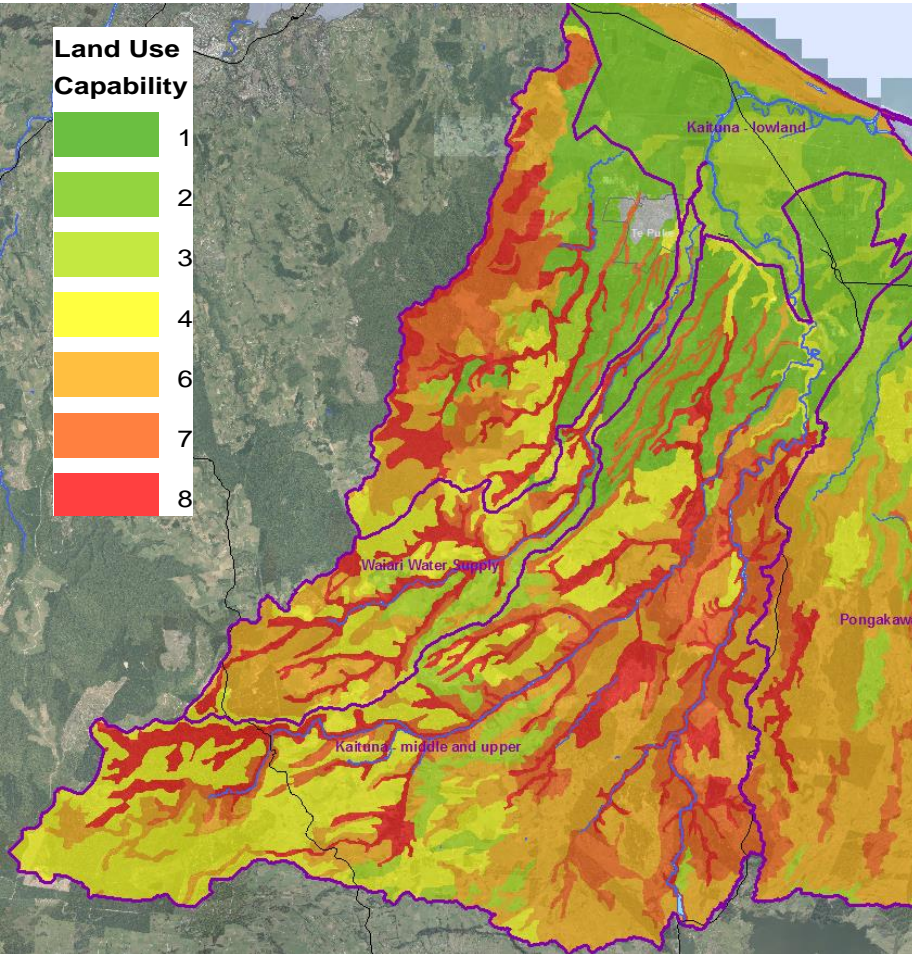 Land Use
Capability
1
2
3
4
6
7
8
Kaituna - lowland
Te Puke
Waiari Water Supply
Pongakaw
Kaituna - middle and upper